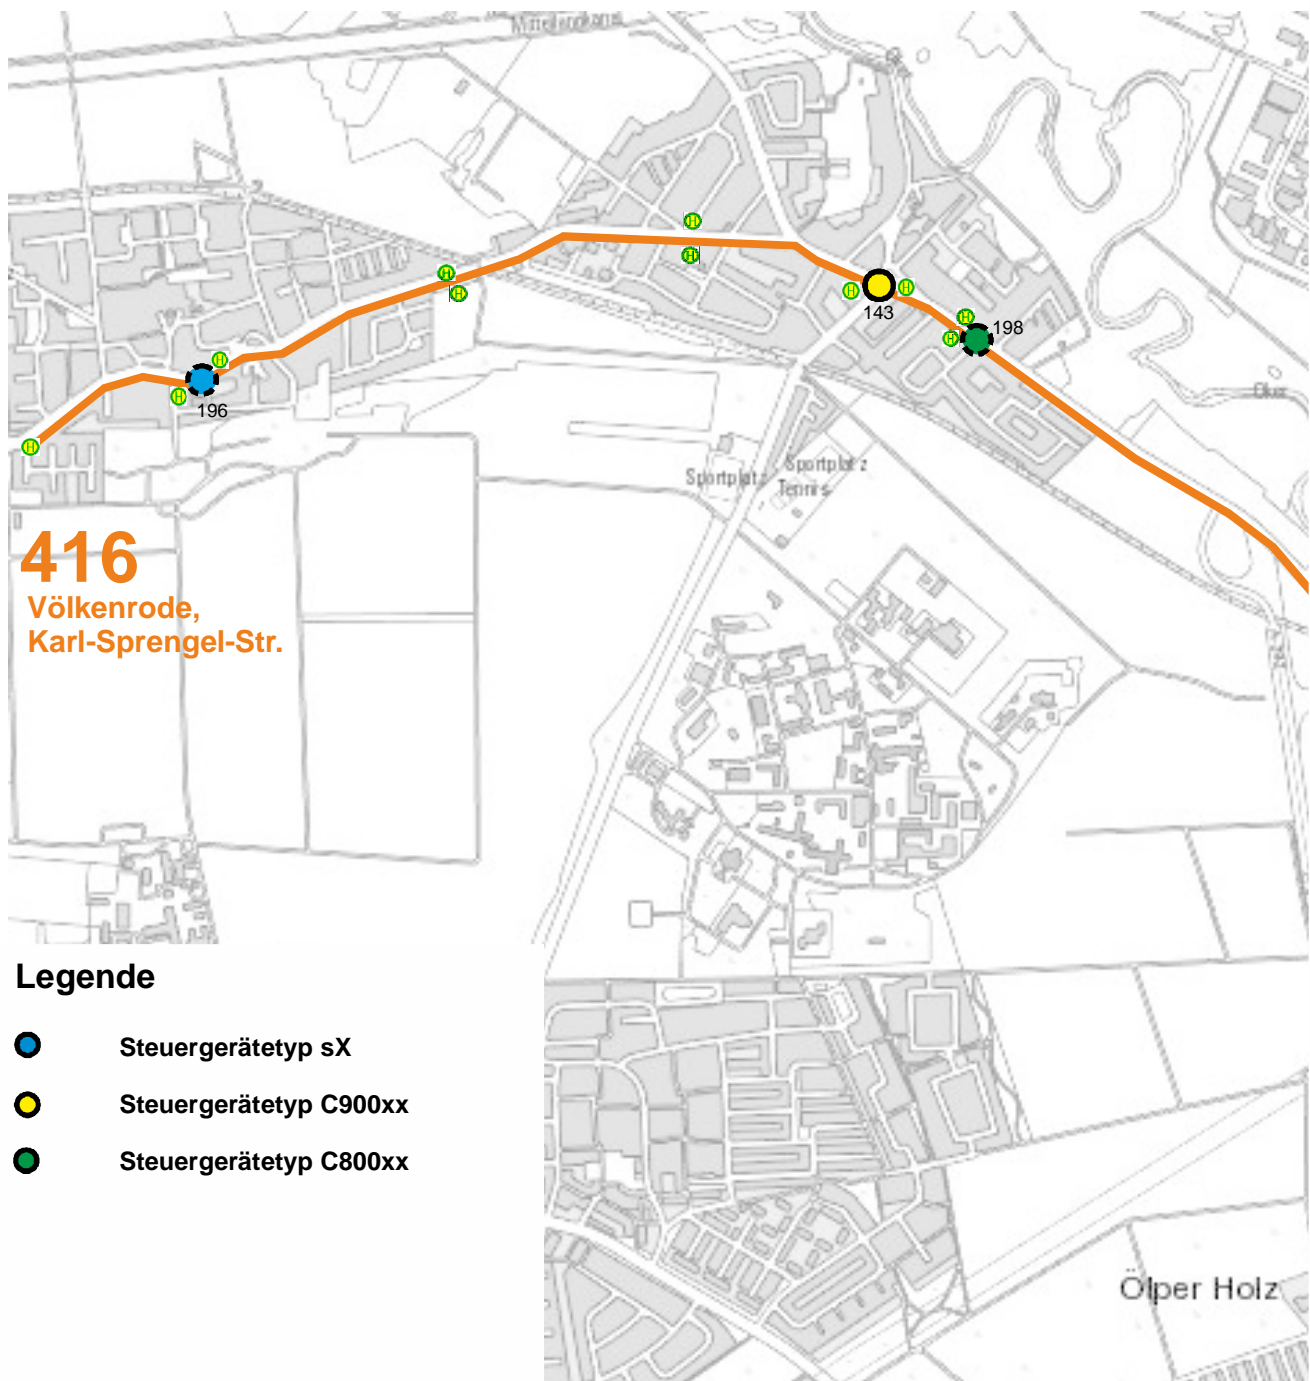 Mittellandkanal
H
H
H
H
H
H
H
H
H
H
H
143
198
196
Oker
Sportplatz
Sportplatz
Tennis
416
Völkenrode,
Karl-Sprengel-Str.
Legende
Steuergerätetyp sX
Steuergerätetyp C900xx
Steuergerätetyp C800xx
Ölper Holz